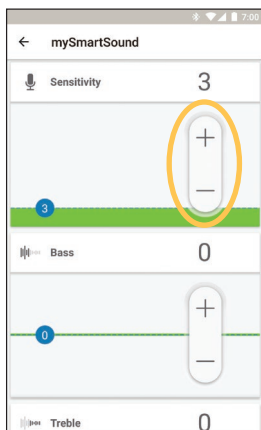 7:00
← mySmartSound
Sensitivity 3
+
3
—
Bass 0
+
0
—
Treble 0